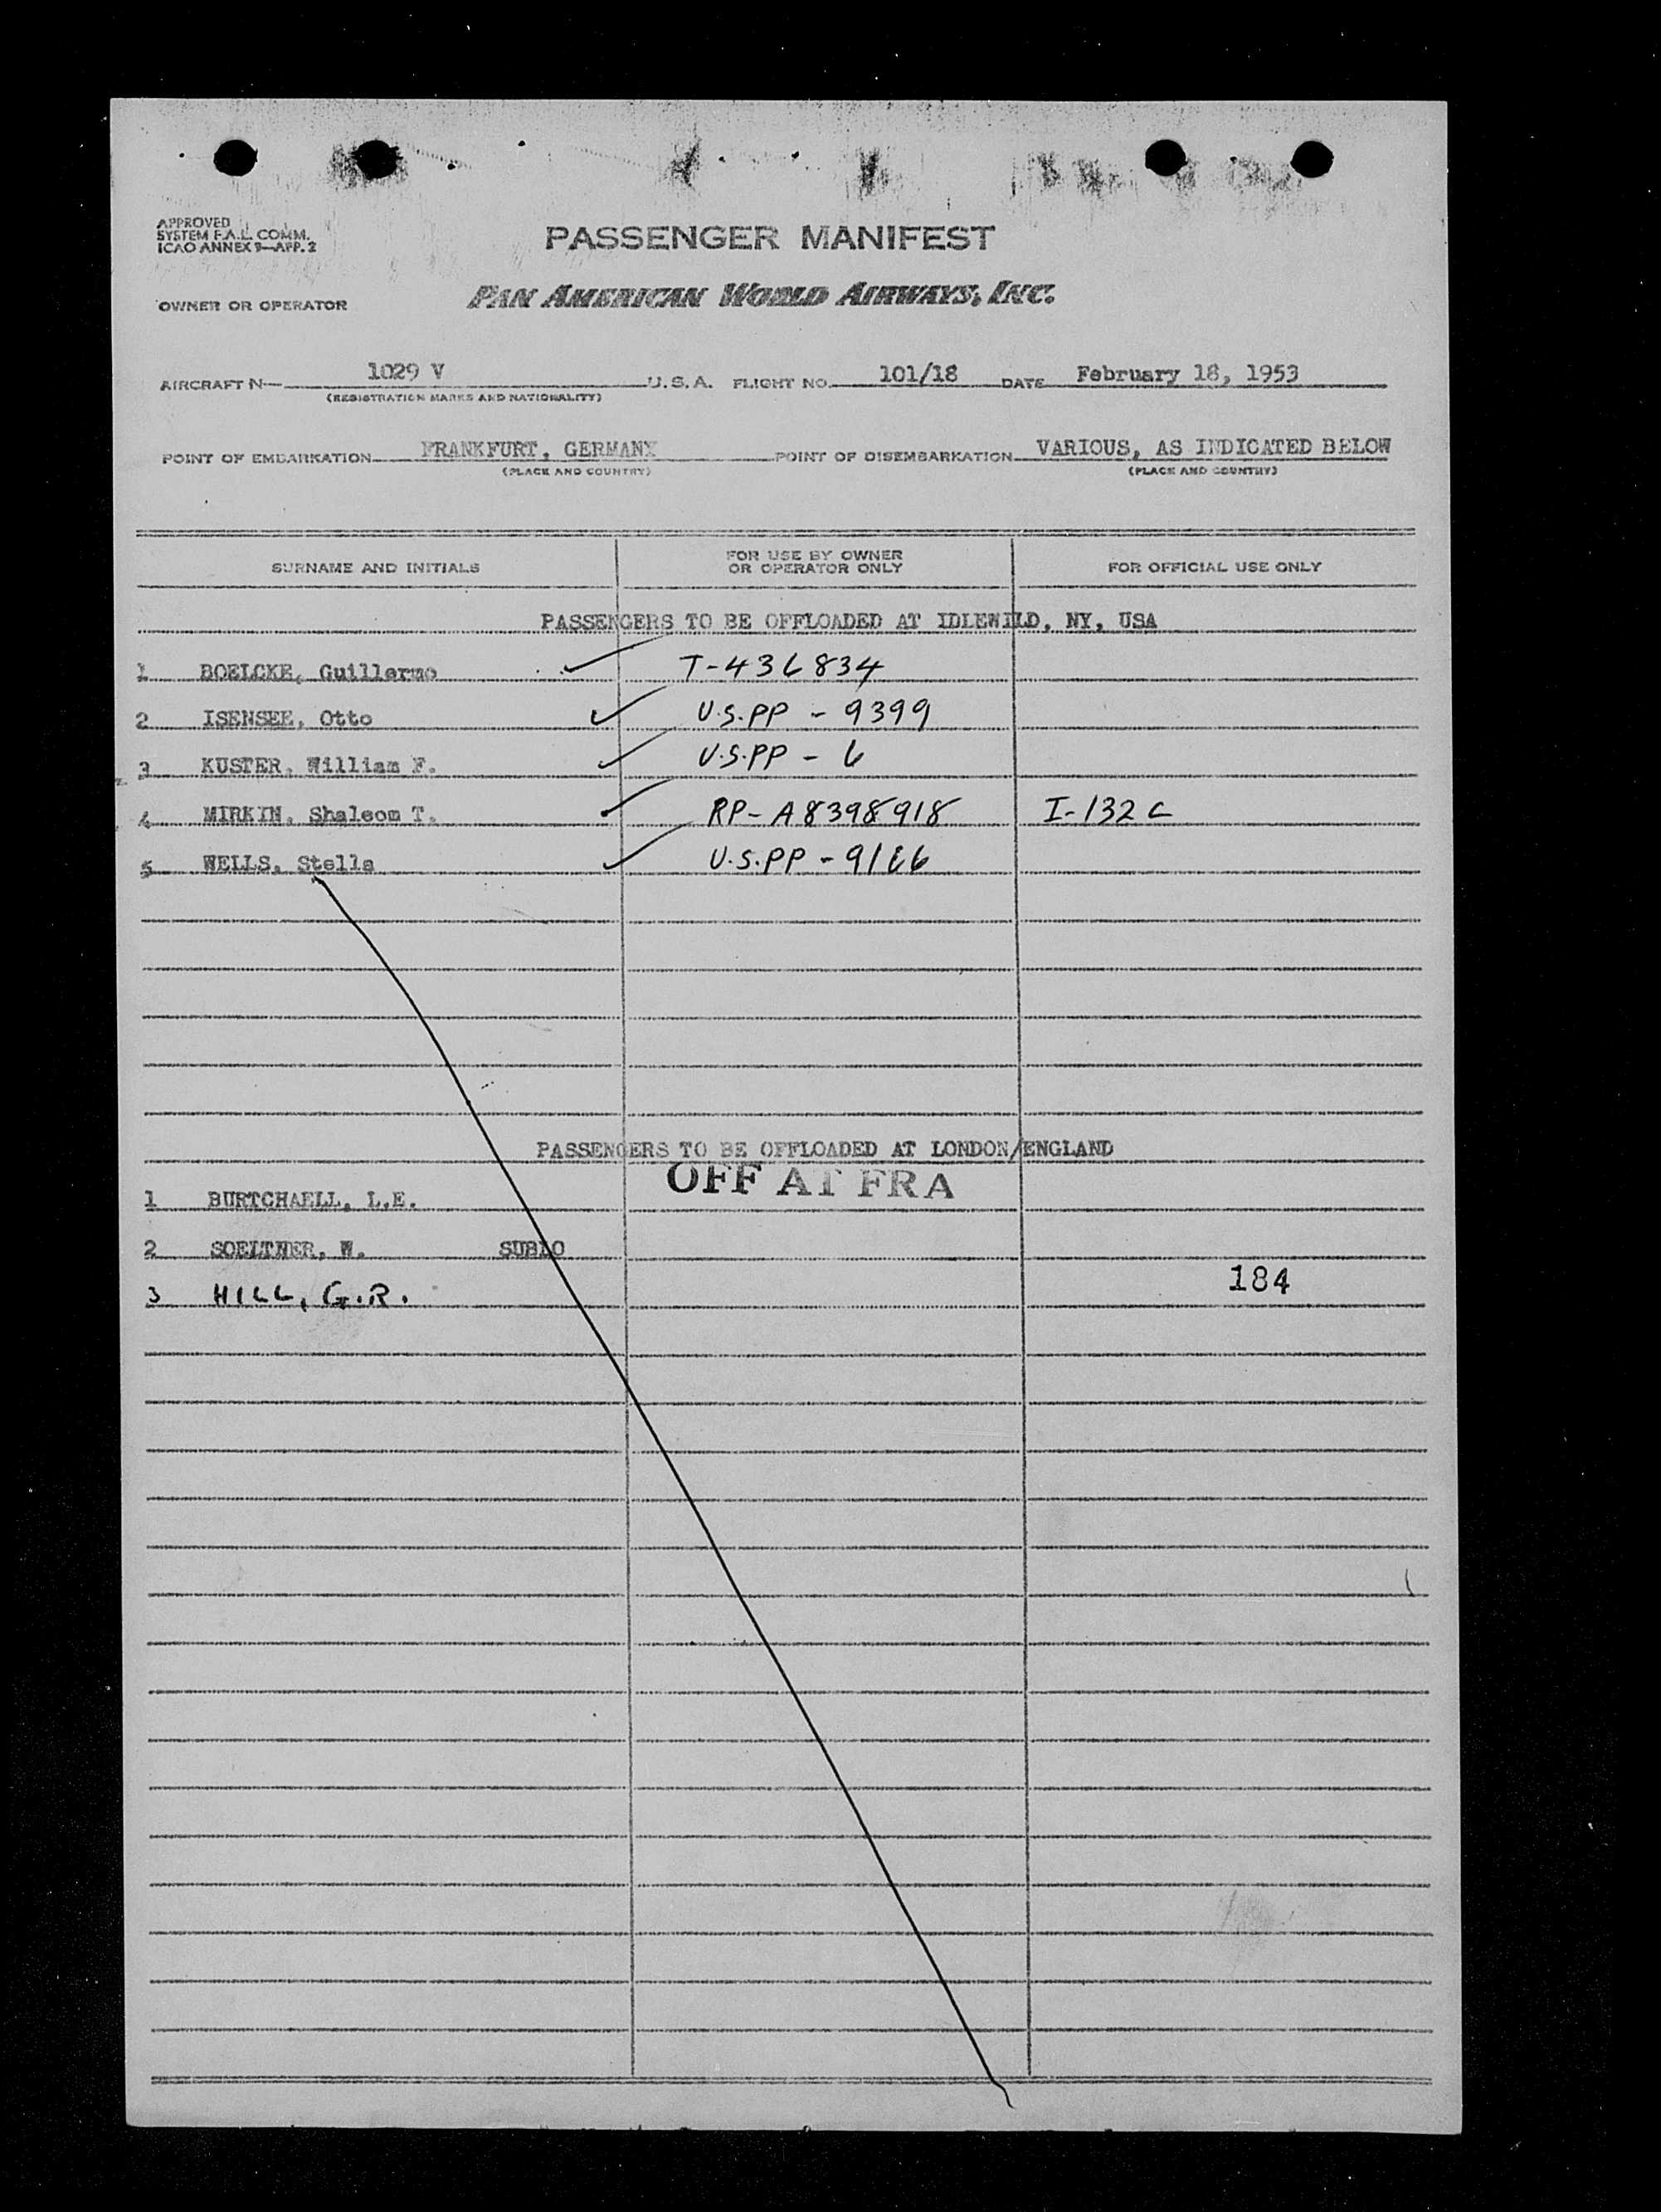 APPROVED
SYSTEM F.A.L. COMM.
ICAO ANNEX 9—APP. 2
PASSENGER MANIFEST
OWNER OR OPERATOR PAN AMERICAN WORLD AIRWAYS, INC.
AIRCRAFT N— 1029 V U.S.A. FLIGHT NO. 101/18 DATE February 18, 1953
(REGISTRATION MARKS AND NATIONALITY)
POINT OF EMBARKATION FRANKFURT, GERMANY POINT OF DISEMBARKATION VARIOUS, AS INDICATED BELOW
(PLACE AND COUNTRY) (PLACE AND COUNTRY)
SURNAME AND INITIALS FOR USE BY OWNER OR OPERATOR ONLY FOR OFFICIAL USE ONLY
PASSENGERS TO BE OFFLOADED AT IDLEWILD, NY, USA
1 BOELCKE, Guillermo T-436834
2 ISENSEE, Otto U.S.PP - 9399
3 KUSTER, William F. U.S.PP - 6
4 MIRKIN, Shaleom T. RP-A8398918 I-132 C
5 WELLS, Stella U.S.PP - 9166
PASSENGERS TO BE OFFLOADED AT LONDON/ENGLAND
OFF AT FRA
1 BURTCHAELL, L.E.
2 SOELTNER, W. SUBLO
3 HILL, G.R.
184